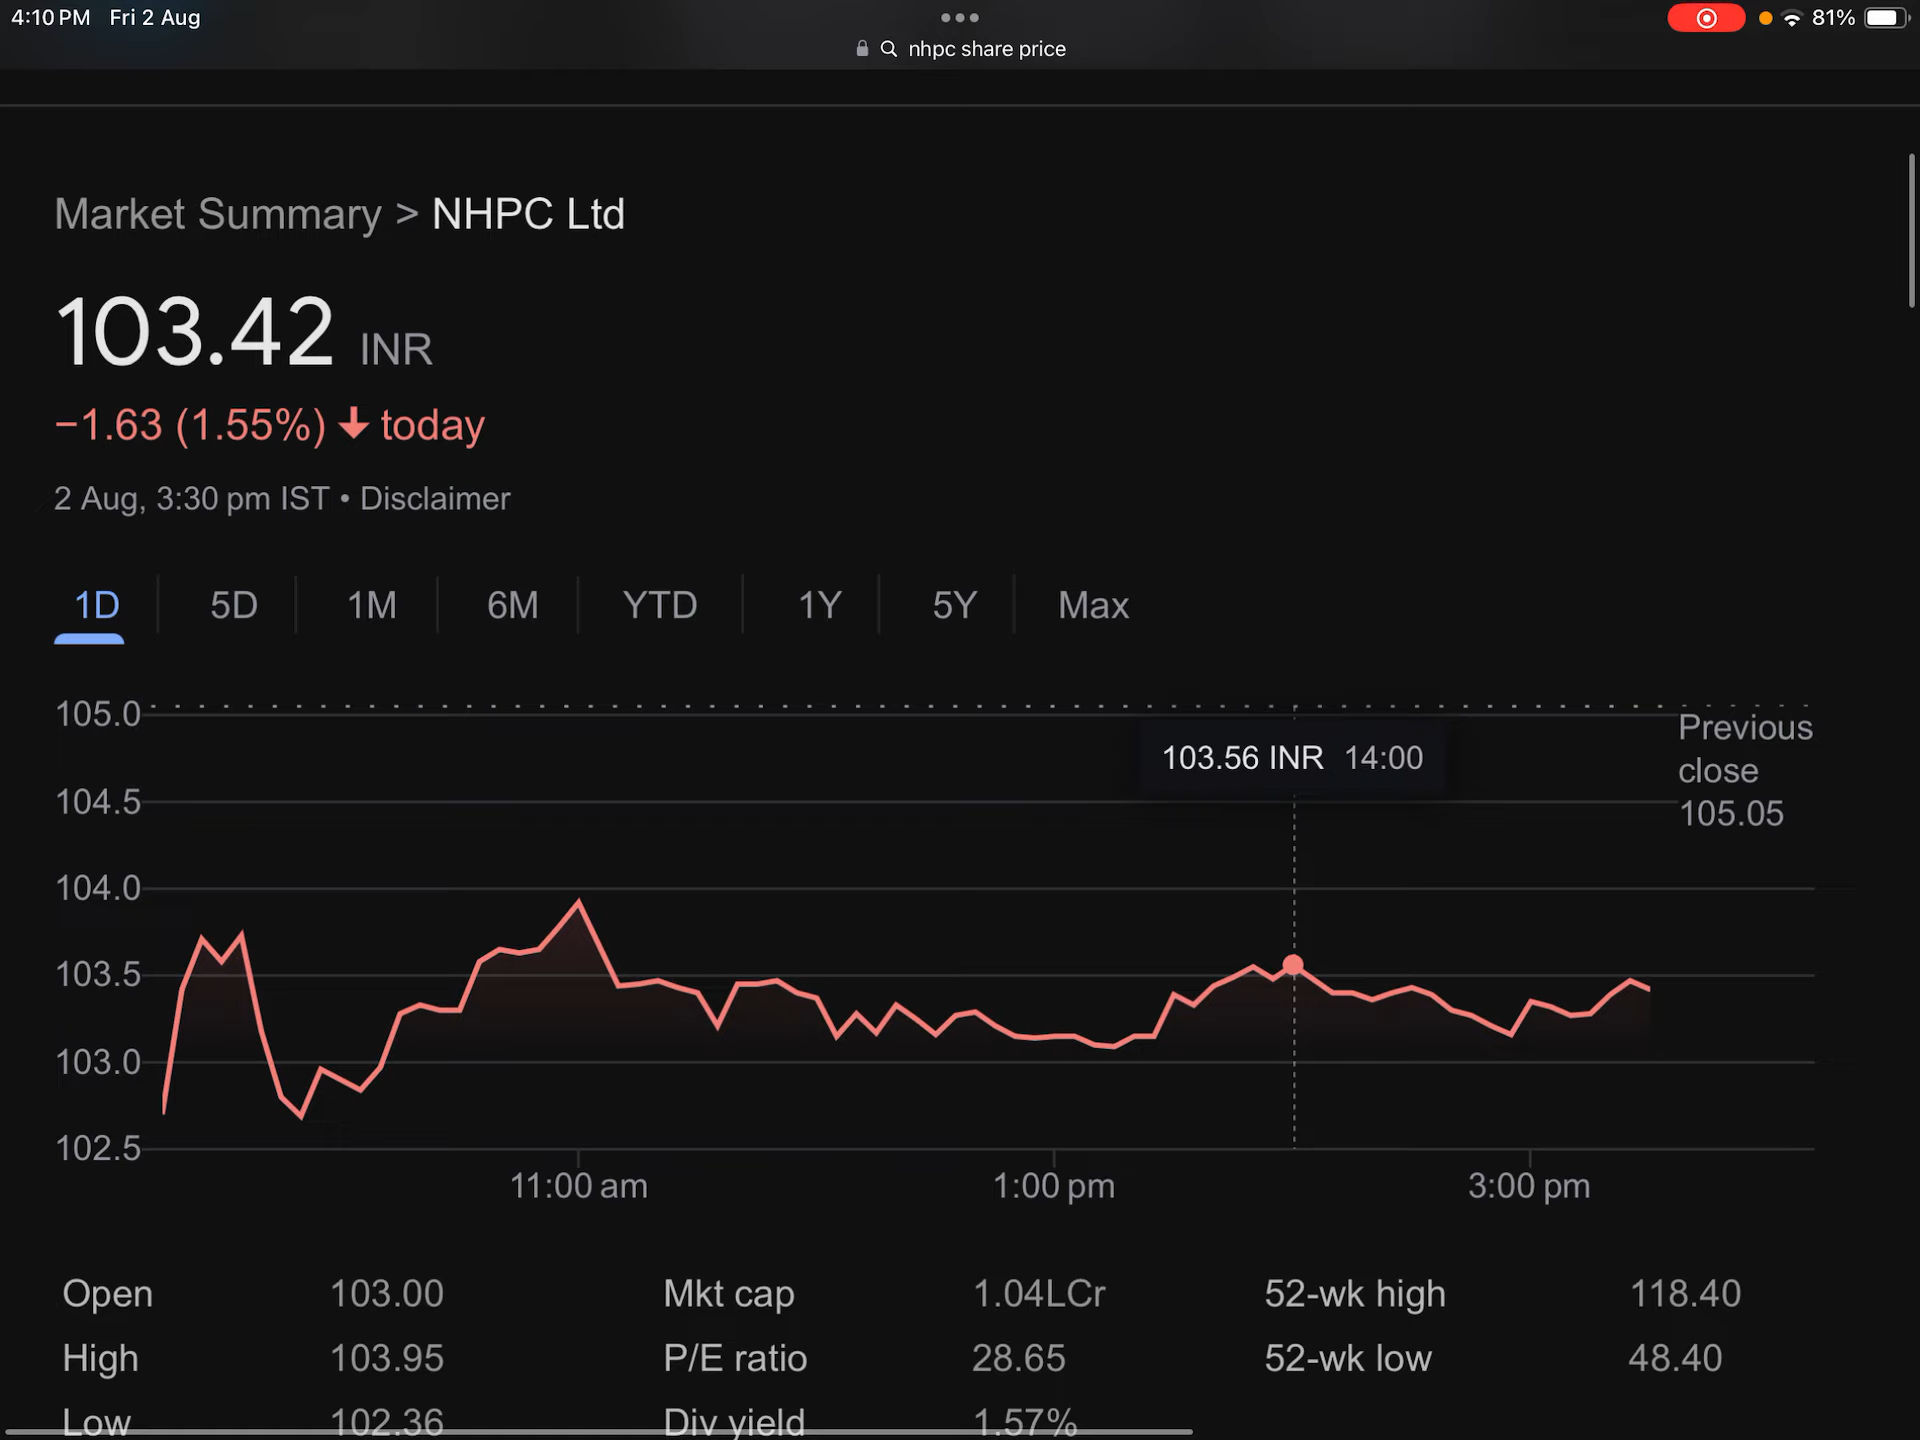 4:10 PM Fri 2 Aug
81%
nhpc share price
Market Summary > NHPC Ltd
103.42 INR
−1.63 (1.55%) ↓ today
2 Aug, 3:30 pm IST • Disclaimer
1D 5D 1M 6M YTD 1Y 5Y Max
105.0
Previous
close
105.05
103.56 INR 14:00
104.5
104.0
103.5
103.0
102.5
11:00 am 1:00 pm 3:00 pm
Open 103.00 Mkt cap 1.04LCr 52-wk high 118.40
High 103.95 P/E ratio 28.65 52-wk low 48.40
Low 102.36 Div yield 1.57%